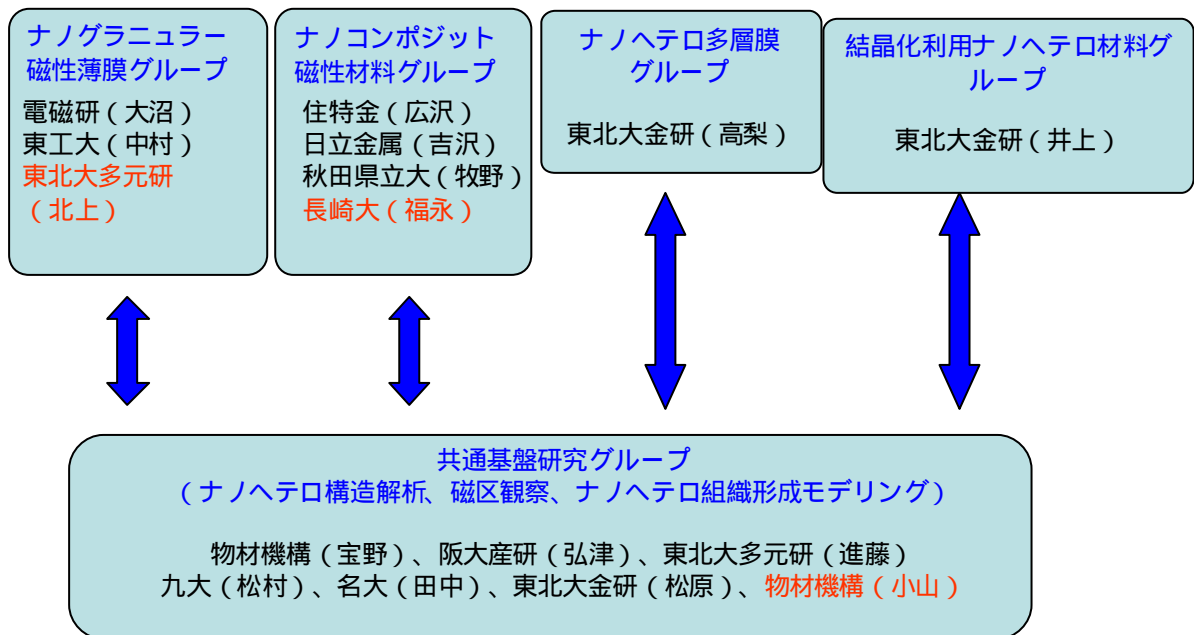 ナノグラニュラー
磁性薄膜グループ
電磁研（大沼）
東工大（中村）
東北大多元研
（北上）
ナノコンポジット
磁性材料グループ
住特金（広沢）
日立金属（吉沢）
秋田県立大（牧野）
長崎大（福永）
ナノヘテロ多層膜
グループ
東北大金研（高梨）
結晶化利用ナノヘテロ材料グ
ループ
東北大金研（井上）
共通基盤研究グループ
（ナノヘテロ構造解析、磁区観察、ナノヘテロ組織形成モデリング）
物材機構（宝野）、阪大産研（弘津）、東北大多元研（進藤）
九大（松村）、名大（田中）、東北大金研（松原）、物材機構（小山）